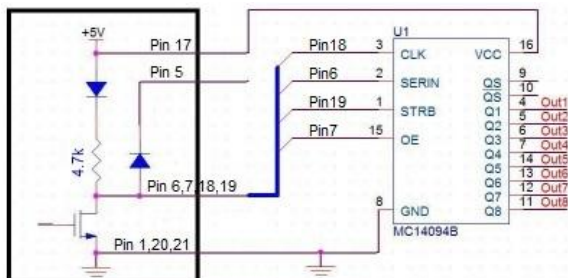 +5V
Pin 17
Pin 5
4.7k
Pin 6,7,18,19
Pin 1,20,21
Pin18
Pin6
Pin19
Pin7
U1
3 CLK VCC 16
2 SERIN
1 STRB
15 OE
8 GND
QS 9
QS 10
Q1 4 Out1
Q2 5 Out2
Q3 6 Out3
Q4 7 Out4
Q5 14 Out5
Q6 13 Out6
Q7 12 Out7
Q8 11 Out8
MC14094B